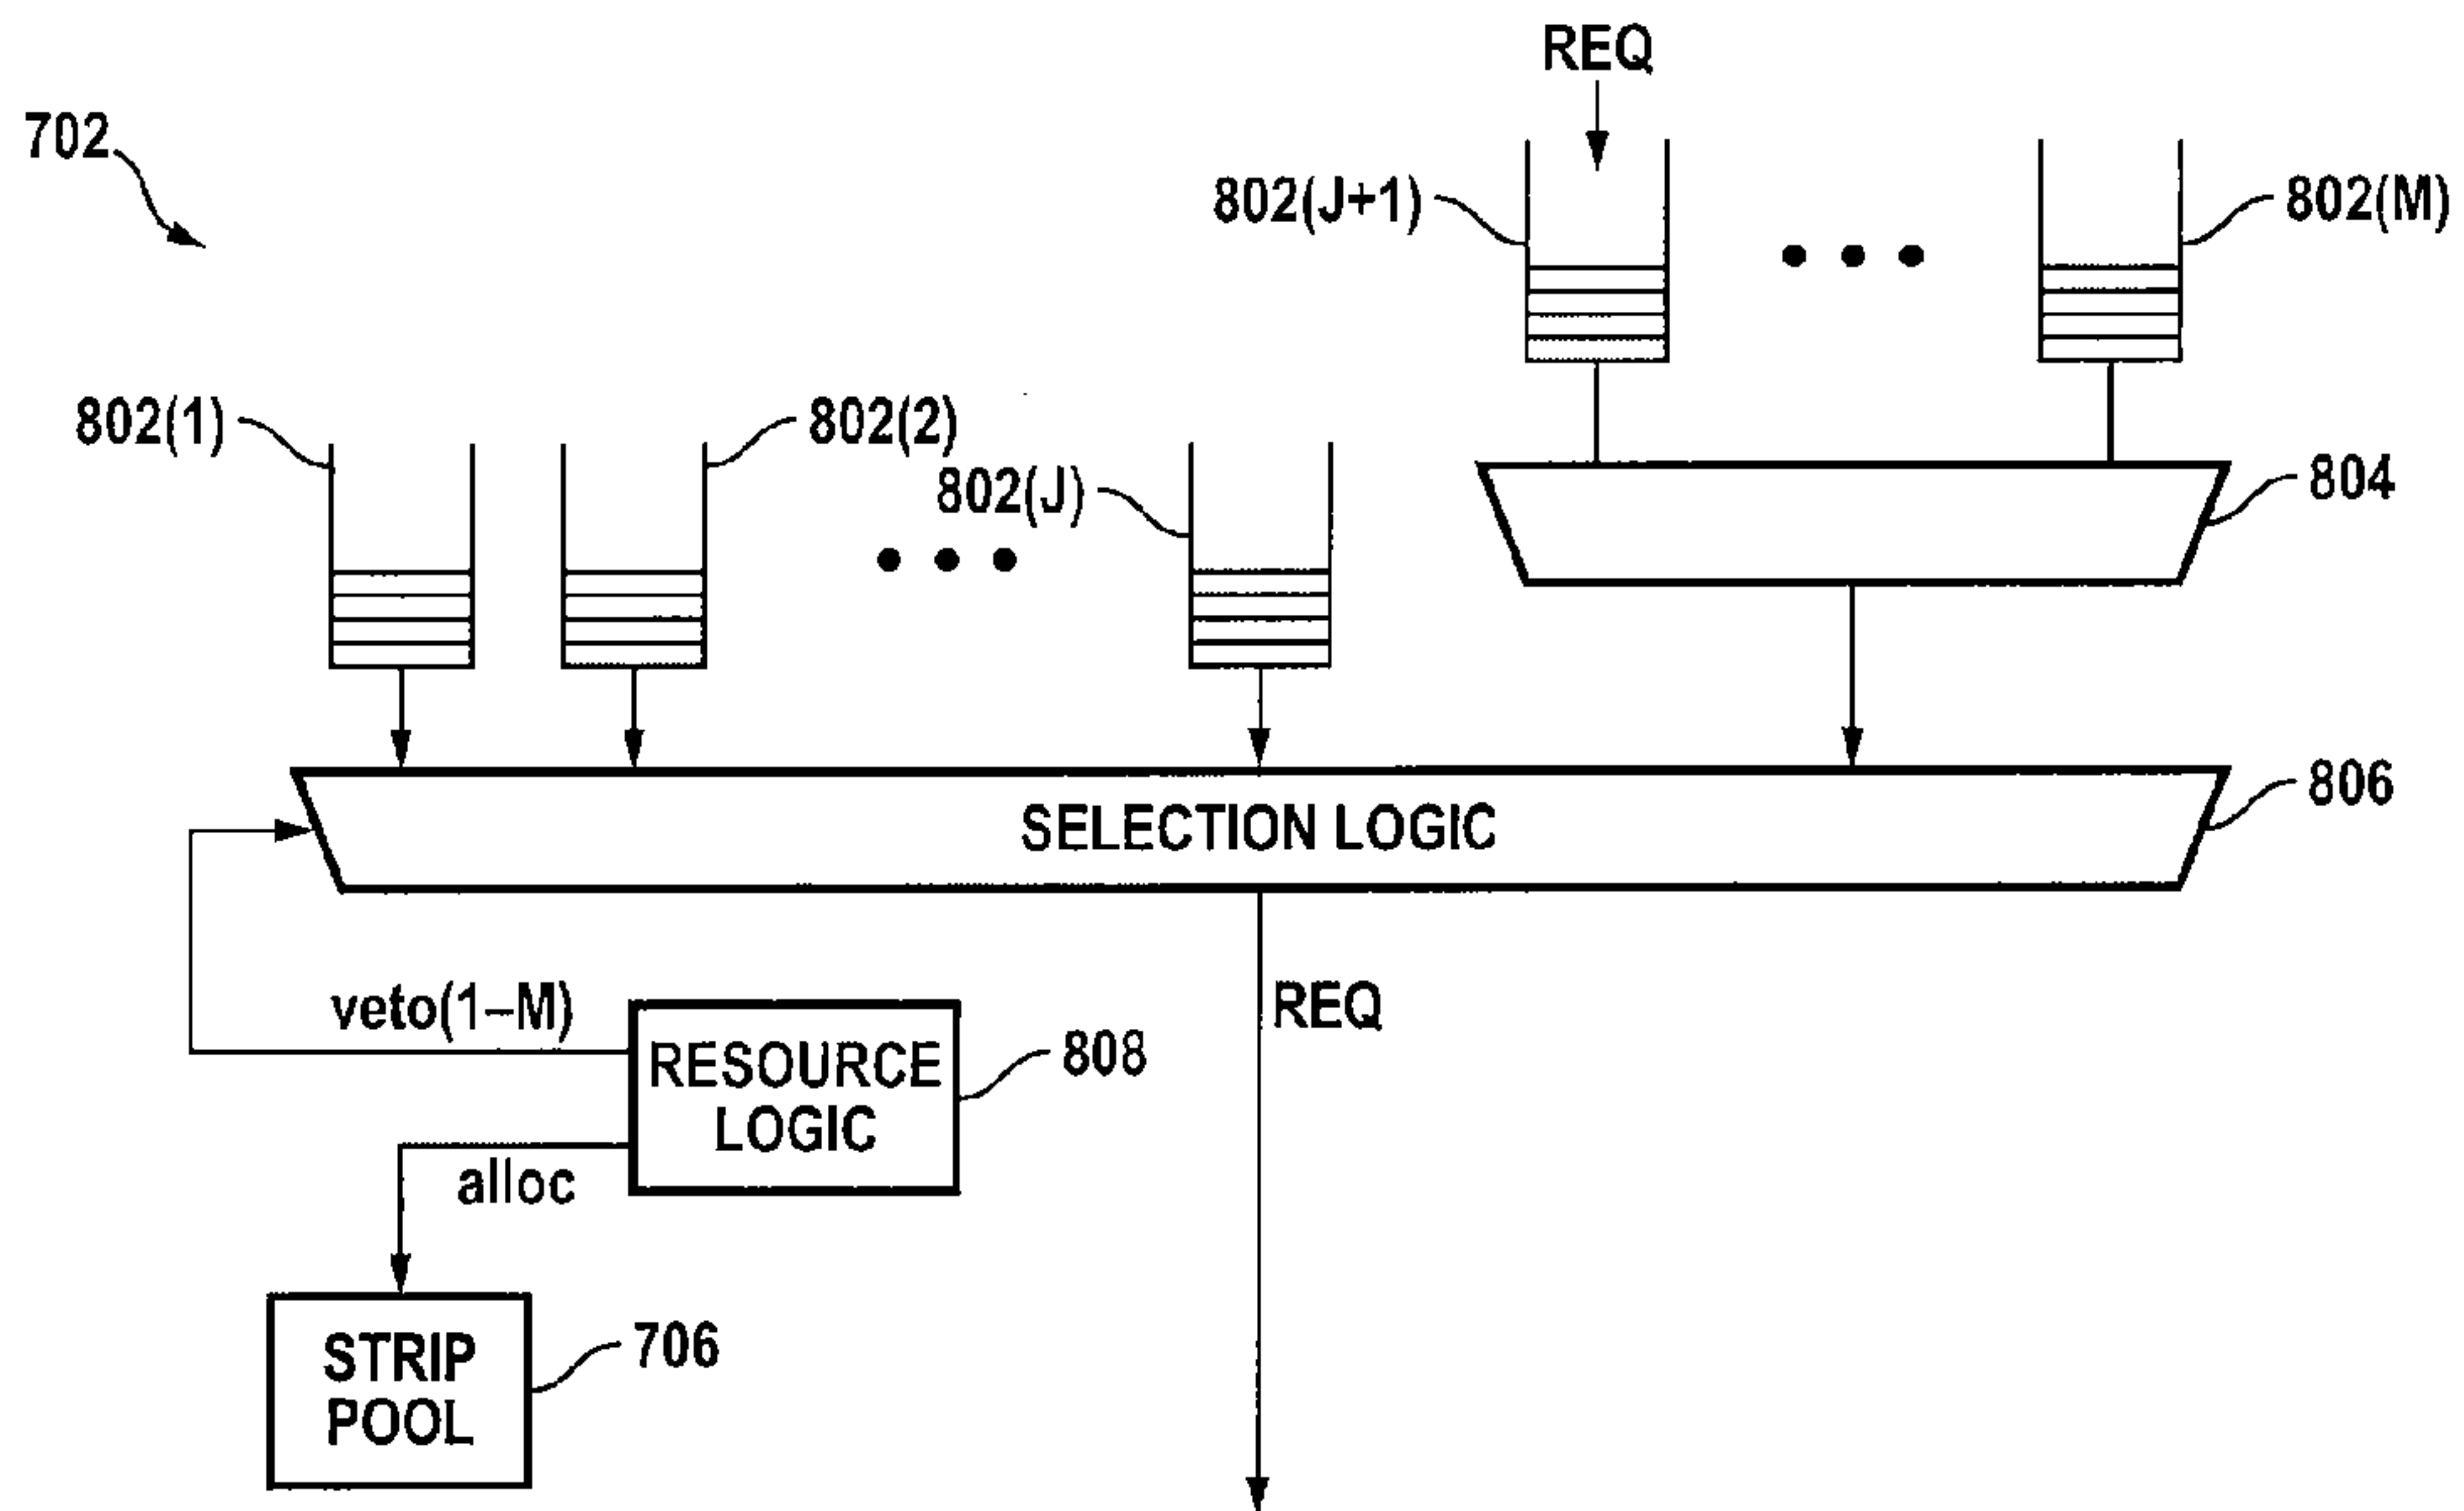 REQ
702
802(J+1)
802(M)
802(1)
802(2)
802(J)
804
806
SELECTION LOGIC
veto(1–M)
REQ
RESOURCE
LOGIC
808
alloc
STRIP
POOL
706